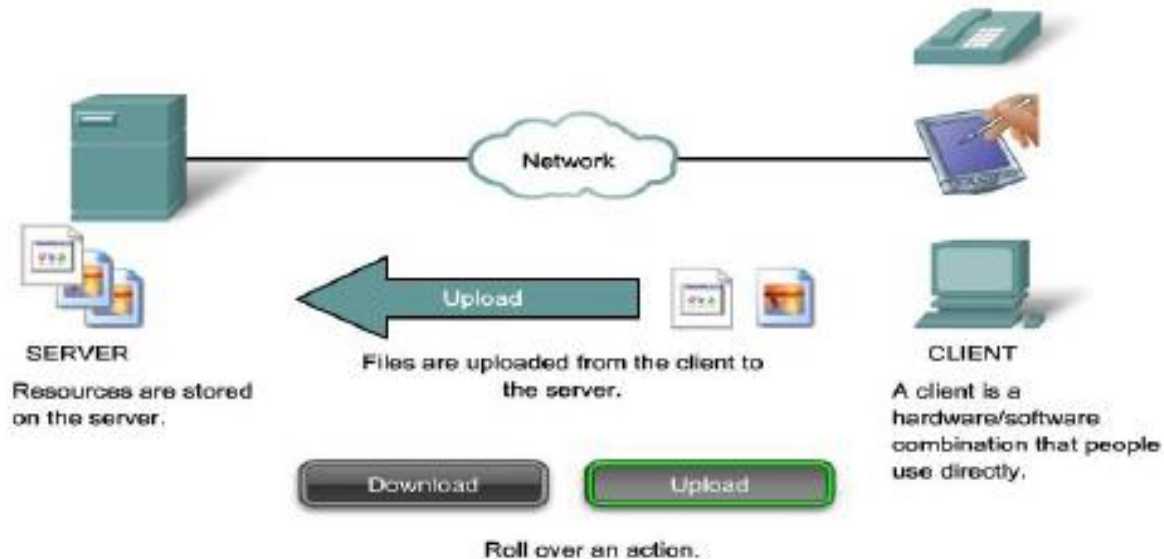 Network
Upload
SERVER
Resources are stored
on the server.
Files are uploaded from the client to
the server.
CLIENT
A client is a
hardware/software
combination that people
use directly.
Download
Upload
Roll over an action.